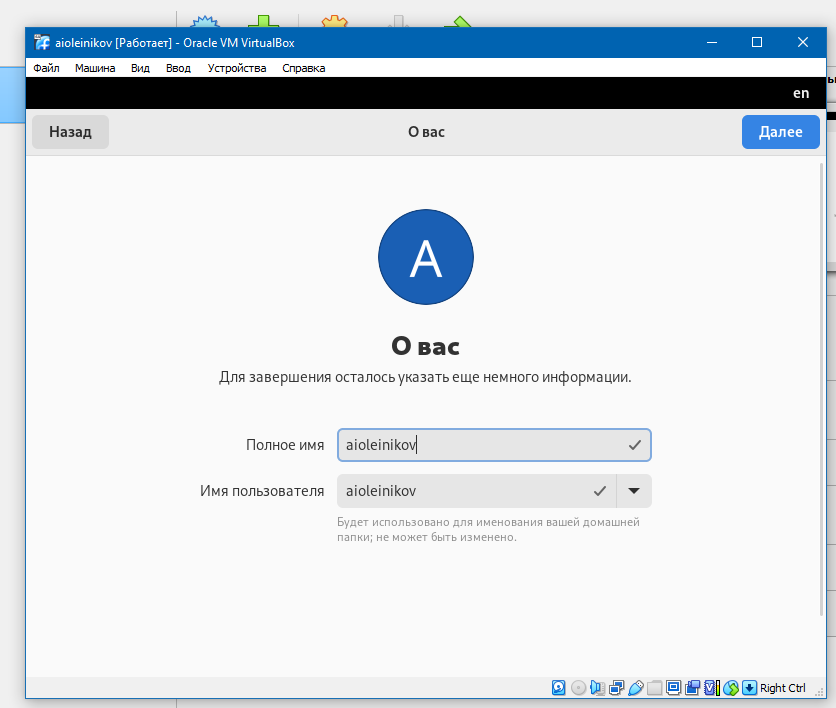 aioleinikov [Работает] - Oracle VM VirtualBox
Файл Машина Вид Ввод Устройства Справка
en
Назад О вас Далее
A
О вас
Для завершения осталось указать еще немного информации.
Полное имя aioleinikov
Имя пользователя aioleinikov
Будет использовано для именования вашей домашней
папки; не может быть изменено.
Right Ctrl